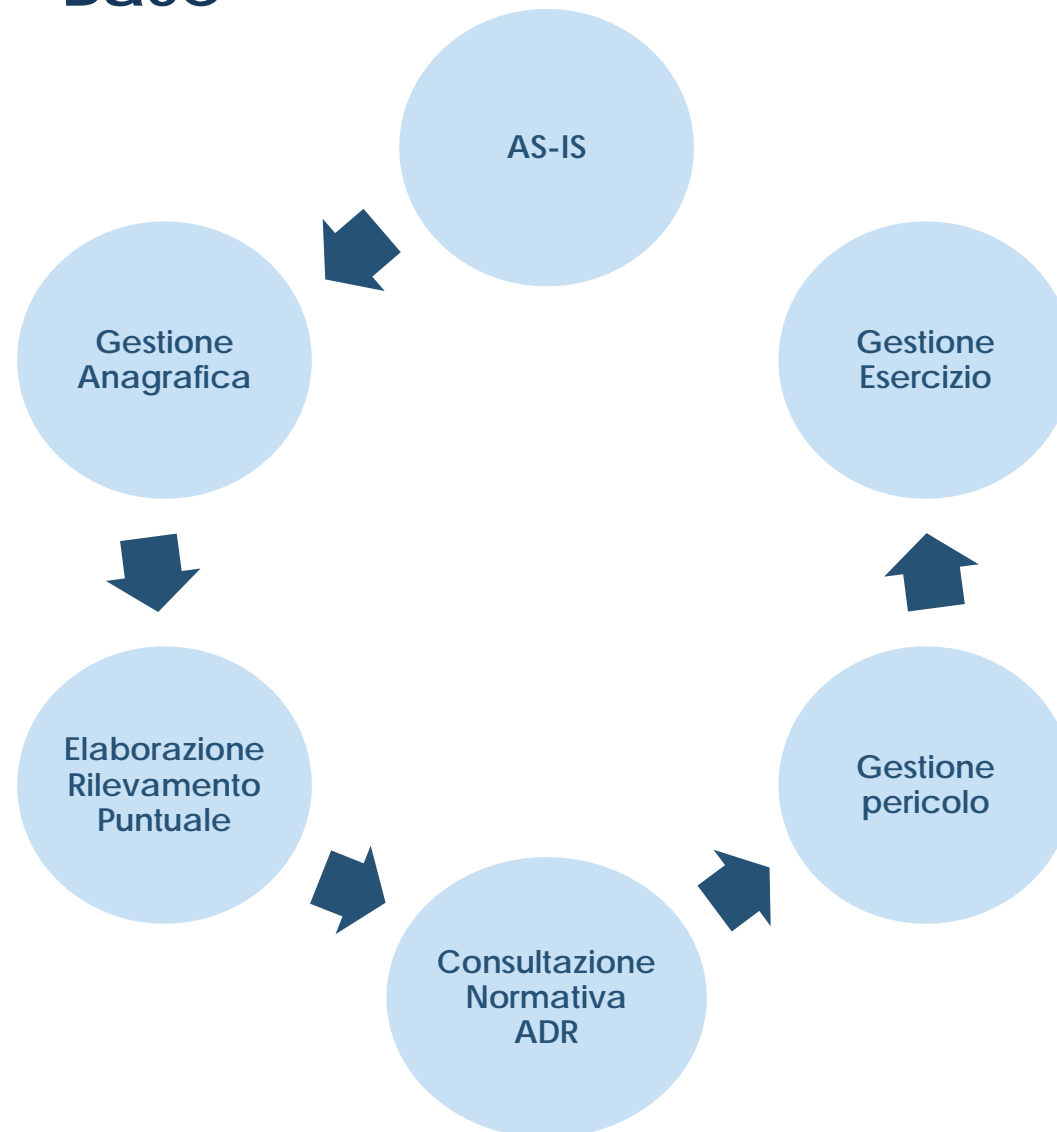 AS-IS
Gestione
Anagrafica
Elaborazione
Rilevamento
Puntuale
Consultazione
Normativa
ADR
Gestione
pericolo
Gestione
Esercizio